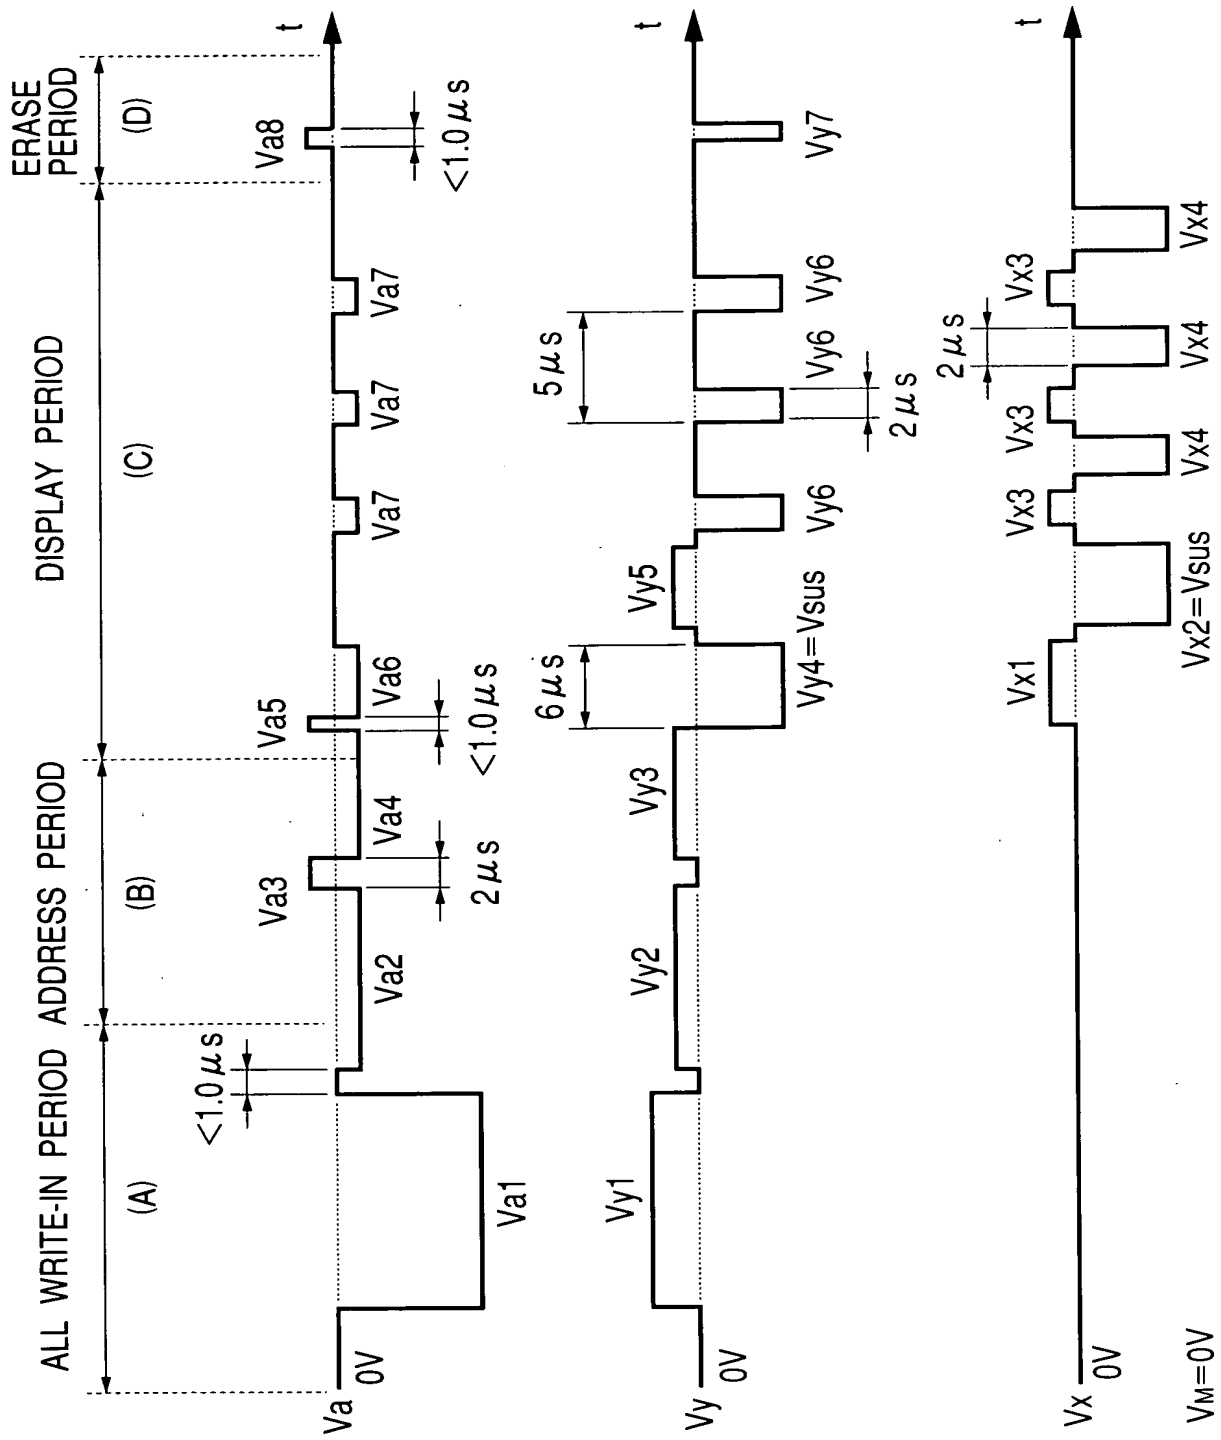 ALL WRITE-IN PERIOD ADDRESS PERIOD DISPLAY PERIOD ERASE PERIOD
(A) (B) (C) (D)
<1.0μs
Va3 Va5 Va8
Va t
0V
Va2 Va4 Va6 Va7 Va7 Va7
2μs <1.0μs <1.0μs
Va1
6μs 5μs
Vy1 Vy2 Vy3 Vy5
Vy t
0V
Vy4=Vsus Vy6 Vy6 Vy6 Vy7
2μs
2μs
Vx1 Vx3 Vx3 Vx3
Vx t
0V
Vx2=Vsus Vx4 Vx4 Vx4
VM=0V